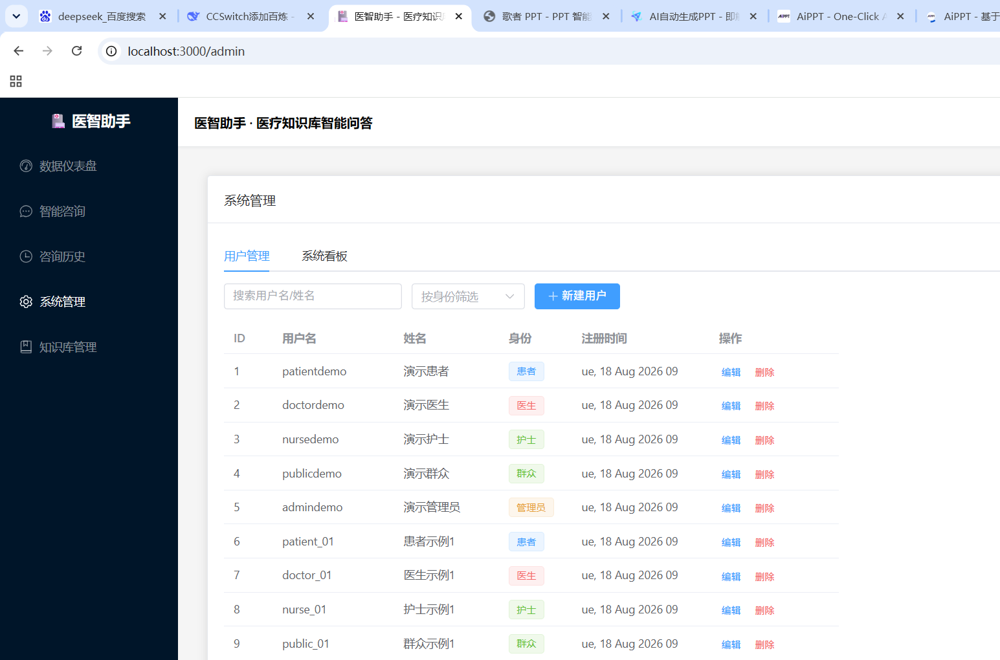 deepseek_百度搜索
CCSwitch添加百炼 -
医智助手 - 医疗知识
歌者 PPT - PPT 智能
AI自动生成PPT - 即
AiPPT - One-Click
AiPPT - 基于
localhost:3000/admin
医智助手
医智助手 · 医疗知识库智能问答
数据仪表盘
智能咨询
咨询历史
系统管理
知识库管理
系统管理
用户管理 系统看板
搜索用户名/姓名 按身份筛选 + 新建用户
ID 用户名 姓名 身份 注册时间 操作
1 patientdemo 演示患者 患者 ue, 18 Aug 2026 09 编辑 删除
2 doctordemo 演示医生 医生 ue, 18 Aug 2026 09 编辑 删除
3 nursedemo 演示护士 护士 ue, 18 Aug 2026 09 编辑 删除
4 publicdemo 演示群众 群众 ue, 18 Aug 2026 09 编辑 删除
5 admindemo 演示管理员 管理员 ue, 18 Aug 2026 09 编辑 删除
6 patient_01 患者示例1 患者 ue, 18 Aug 2026 09 编辑 删除
7 doctor_01 医生示例1 医生 ue, 18 Aug 2026 09 编辑 删除
8 nurse_01 护士示例1 护士 ue, 18 Aug 2026 09 编辑 删除
9 public_01 群众示例1 群众 ue, 18 Aug 2026 09 编辑 删除